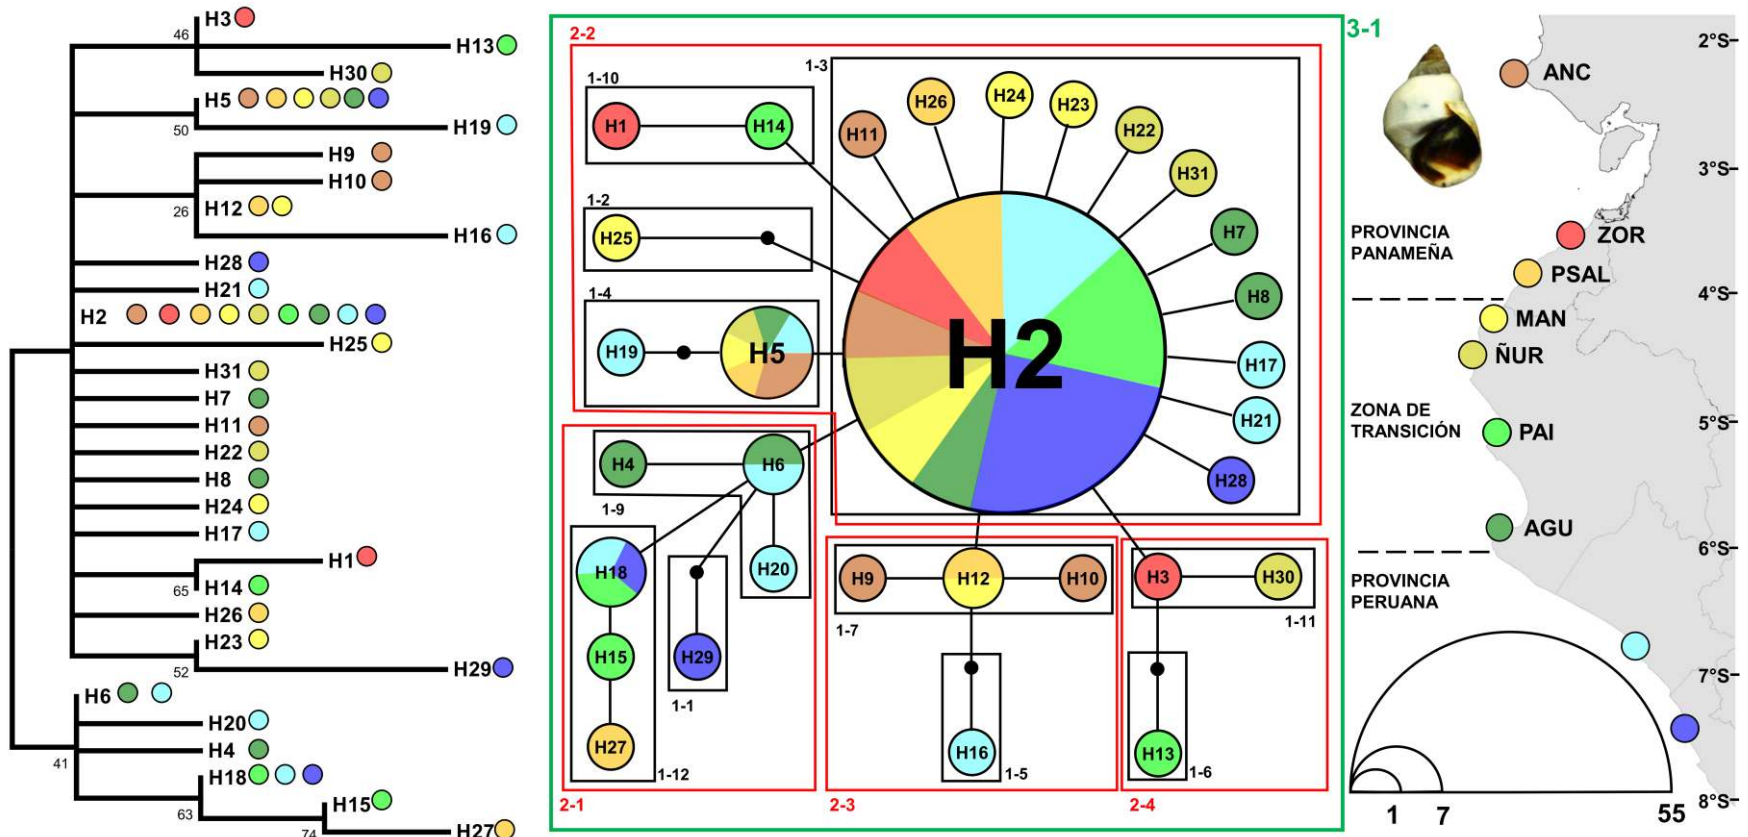 H3
46
H13
H30
H5
50
H19
H9
H10
26
H12
H16
H28
H21
H2
H25
H31
H7
H11
H22
H8
H24
H17
H1
65
H14
H26
H23
52
H29
H6
H20
41
H4
H18
63
H15
74
H27
3-1
2-2
1-10
H1
H14
1-2
H25
1-4
H19
H5
1-3
H11
H26
H24
H23
H22
H31
H7
H8
H17
H21
H28
H2
H4
H6
1-9
H20
H18
H15
H27
1-12
H29
1-1
2-1
H9
H12
H10
1-7
H16
1-5
2-3
H3
H30
1-11
H13
1-6
2-4
2°S
ANC
3°S
PROVINCIA
PANAMEÑA
ZOR
PSAL
4°S
MAN
ÑUR
ZONA DE
TRANSICIÓN
PAI
5°S
AGU
6°S
PROVINCIA
PERUANA
7°S
8°S
1
7
55